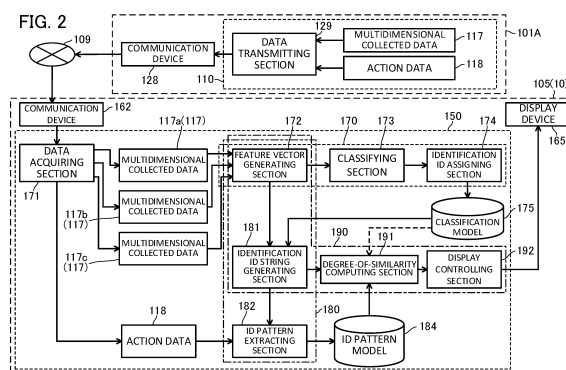 FIG. 2
109
COMMUNICATION
DEVICE
128
129
DATA
TRANSMITTING
SECTION
110
MULTIDIMENSIONAL
COLLECTED DATA
117
ACTION DATA
118
101A
105(10)
COMMUNICATION
DEVICE
162
DISPLAY
DEVICE
165
DATA
ACQUIRING
SECTION
171
117a(117)
MULTIDIMENSIONAL
COLLECTED DATA
117b
(117)
MULTIDIMENSIONAL
COLLECTED DATA
117c
(117)
MULTIDIMENSIONAL
COLLECTED DATA
172
FEATURE VECTOR
GENERATING
SECTION
170
173
CLASSIFYING
SECTION
150
174
IDENTIFICATION
ID ASSIGNING
SECTION
175
CLASSIFICATION
MODEL
181
IDENTIFICATION
ID STRING
GENERATING
SECTION
190
191
DEGREE-OF-SIMILARITY
COMPUTING SECTION
192
DISPLAY
CONTROLLING
SECTION
118
ACTION DATA
182
ID PATTERN
EXTRACTING
SECTION
180
ID PATTERN
MODEL
184